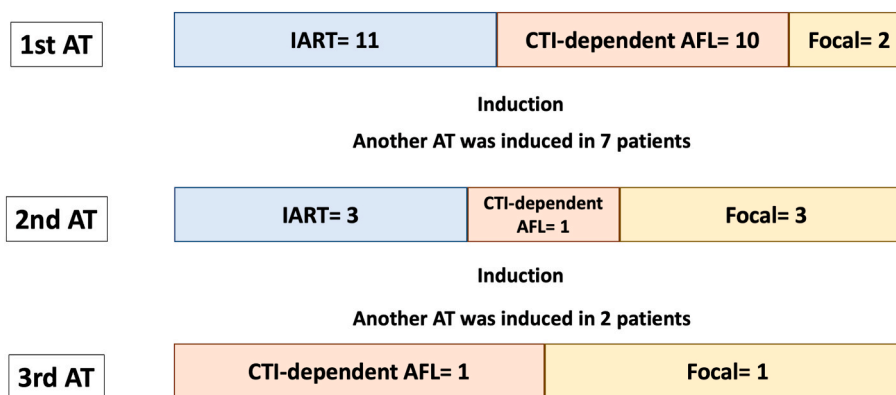 1st AT
IART= 11
CTI-dependent AFL= 10
Focal= 2
Induction
Another AT was induced in 7 patients
2nd AT
IART= 3
CTI-dependent
AFL= 1
Focal= 3
Induction
Another AT was induced in 2 patients
3rd AT
CTI-dependent AFL= 1
Focal= 1